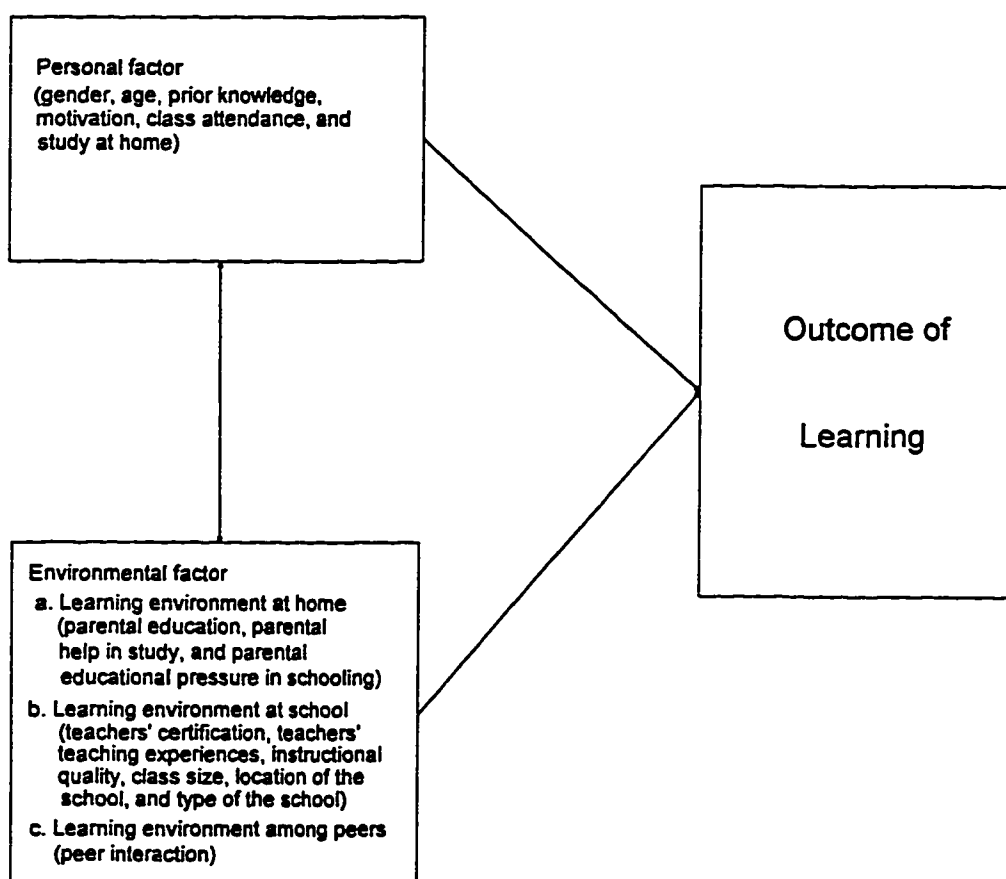 Personal factor
(gender, age, prior knowledge,
motivation, class attendance, and
study at home)
Outcome of
Learning
Environmental factor
a. Learning environment at home
(parental education, parental
help in study, and parental
educational pressure in schooling)
b. Learning environment at school
(teachers' certification, teachers'
teaching experiences, instructional
quality, class size, location of the
school, and type of the school)
c. Learning environment among peers
(peer interaction)